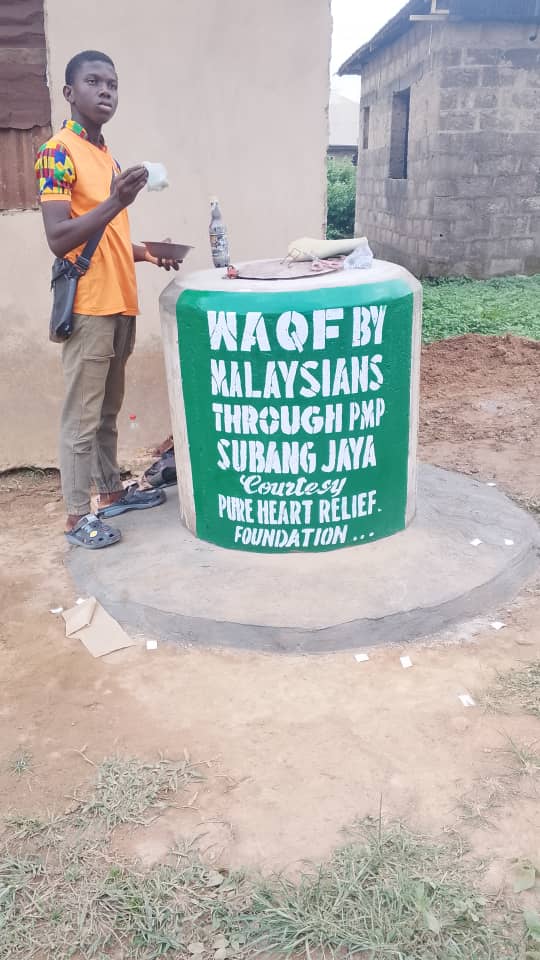 WAQF BY
MALAYSIANS
THROUGH PMP
SUBANG JAYA
Courtesy
PURE HEART RELIEF.
FOUNDATION...